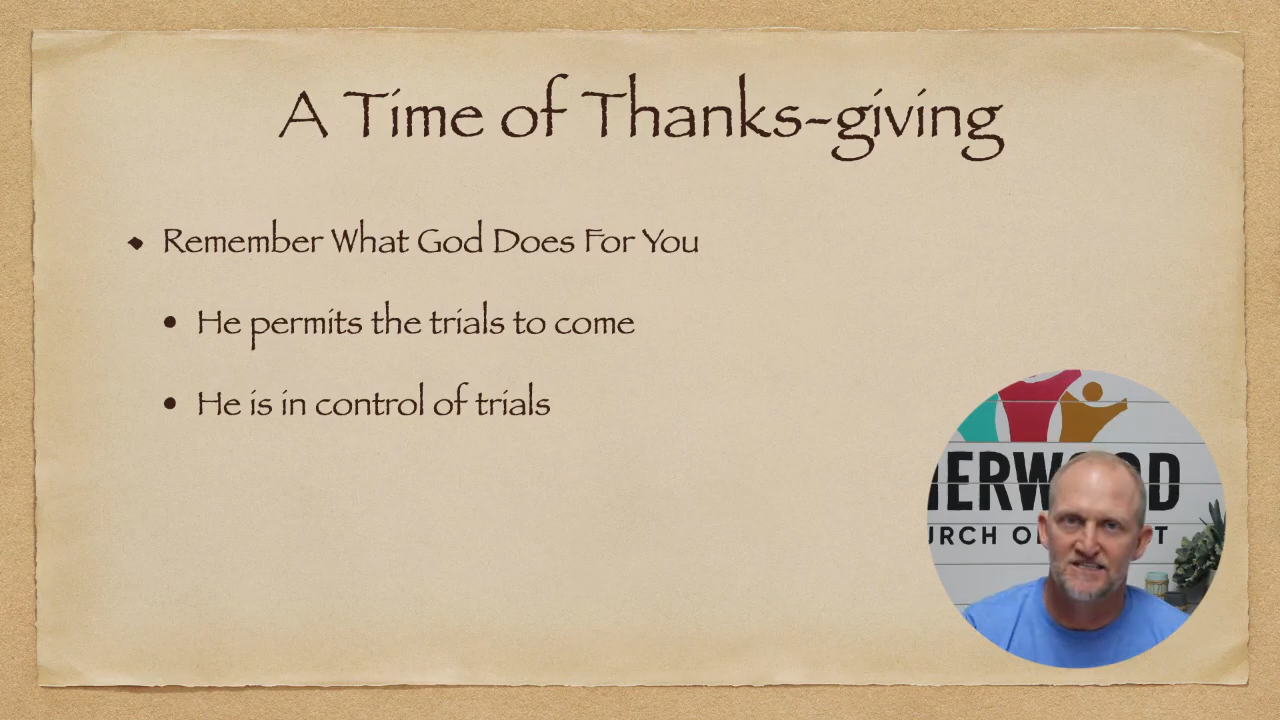 A Time of Thanks-giving
Remember What God Does For You
He permits the trials to come
He is in control of trials